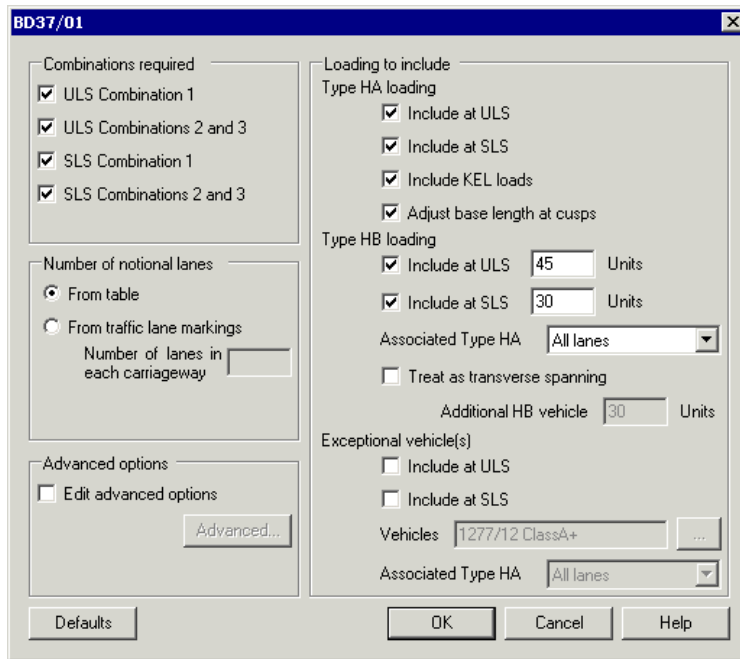 BD37/01
Combinations required
ULS Combination 1
ULS Combinations 2 and 3
SLS Combination 1
SLS Combinations 2 and 3
Number of notional lanes
From table
From traffic lane markings
Number of lanes in
each carriageway
Advanced options
Edit advanced options
Advanced...
Loading to include
Type HA loading
Include at ULS
Include at SLS
Include KEL loads
Adjust base length at cusps
Type HB loading
Include at ULS 45 Units
Include at SLS 30 Units
Associated Type HA All lanes
Treat as transverse spanning
Additional HB vehicle 30 Units
Exceptional vehicle(s)
Include at ULS
Include at SLS
Vehicles 1277/12 ClassA+ ...
Associated Type HA All lanes
Defaults OK Cancel Help